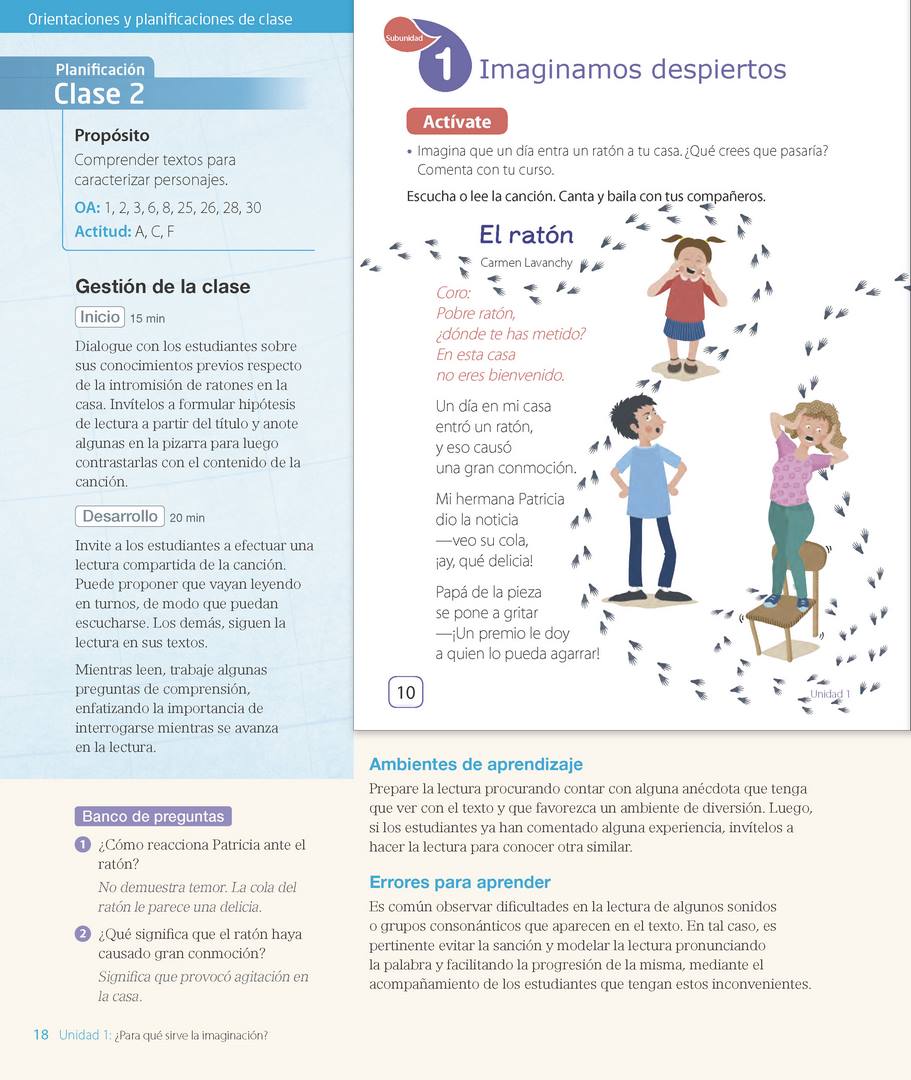 Orientaciones y planificaciones de clase
Planificación
Clase 2
Propósito
Comprender textos para
caracterizar personajes.
OA: 1, 2, 3, 6, 8, 25, 26, 28, 30
Actitud: A, C, F
Gestión de la clase
Inicio 15 min
Dialogue con los estudiantes sobre
sus conocimientos previos respecto
de la intromisión de ratones en la
casa. Invítelos a formular hipótesis
de lectura a partir del título y anote
algunas en la pizarra para luego
contrastarlas con el contenido de la
canción.
Desarrollo 20 min
Invite a los estudiantes a efectuar una
lectura compartida de la canción.
Puede proponer que vayan leyendo
en turnos, de modo que puedan
escucharse. Los demás, siguen la
lectura en sus textos.
Mientras leen, trabaje algunas
preguntas de comprensión,
enfatizando la importancia de
interrogarse mientras se avanza
en la lectura.
Banco de preguntas
1 ¿Cómo reacciona Patricia ante el
ratón?
No demuestra temor. La cola del
ratón le parece una delicia.
2 ¿Qué significa que el ratón haya
causado gran conmoción?
Significa que provocó agitación en
la casa.
Subunidad
1 Imaginamos despiertos
Actívate
• Imagina que un día entra un ratón a tu casa. ¿Qué crees que pasaría?
Comenta con tu curso.
Escucha o lee la canción. Canta y baila con tus compañeros.
El ratón
Carmen Lavanchy
Coro:
Pobre ratón,
¿dónde te has metido?
En esta casa
no eres bienvenido.
Un día en mi casa
entró un ratón,
y eso causó
una gran conmoción.
Mi hermana Patricia
dio la noticia
—veo su cola,
¡ay, qué delicia!
Papá de la pieza
se pone a gritar
—¡Un premio le doy
a quien lo pueda agarrar!
10
Unidad 1
Ambientes de aprendizaje
Prepare la lectura procurando contar con alguna anécdota que tenga
que ver con el texto y que favorezca un ambiente de diversión. Luego,
si los estudiantes ya han comentado alguna experiencia, invítelos a
hacer la lectura para conocer otra similar.
Errores para aprender
Es común observar dificultades en la lectura de algunos sonidos
o grupos consonánticos que aparecen en el texto. En tal caso, es
pertinente evitar la sanción y modelar la lectura pronunciando
la palabra y facilitando la progresión de la misma, mediante el
acompañamiento de los estudiantes que tengan estos inconvenientes.
18 Unidad 1: ¿Para qué sirve la imaginación?